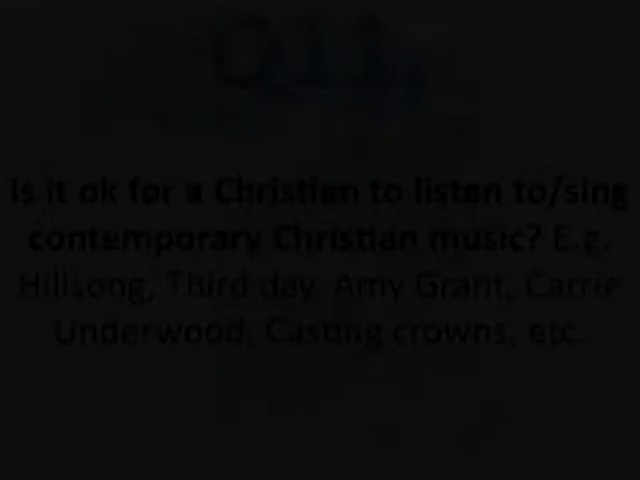 Q11.
Is it ok for a Christian to listen to/sing
contemporary Christian music? E.g.
Hillsong, Third day, Amy Grant, Carrie
Underwood, Casting crowns, etc.